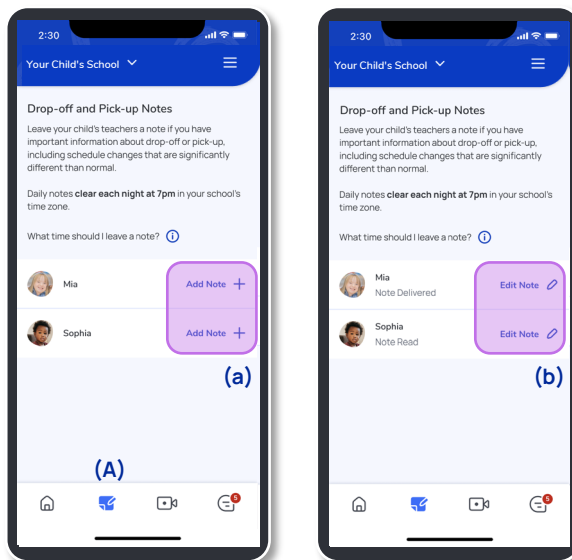 2:30
Your Child's School
Drop-off and Pick-up Notes
Leave your child's teachers a note if you have
important information about drop-off or pick-up,
including schedule changes that are significantly
different than normal.
Daily notes clear each night at 7pm in your school's
time zone.
What time should I leave a note?
Mia
Add Note
Sophia
Add Note
(a)
(A)
5
2:30
Your Child's School
Drop-off and Pick-up Notes
Leave your child's teachers a note if you have
important information about drop-off or pick-up,
including schedule changes that are significantly
different than normal.
Daily notes clear each night at 7pm in your school's
time zone.
What time should I leave a note?
Mia
Note Delivered
Edit Note
Sophia
Note Read
Edit Note
(b)
5